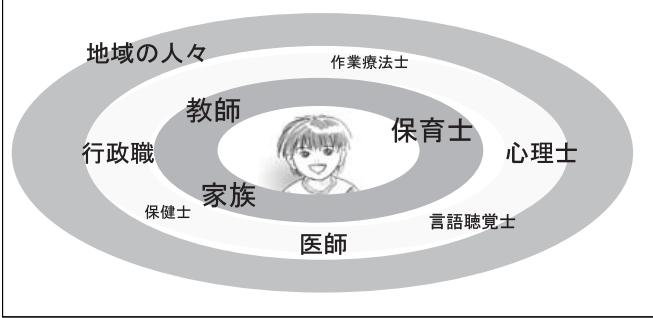 地域の人々
作業療法士
教師
保育士
行政職
心理士
家族
保健士
言語聴覚士
医師